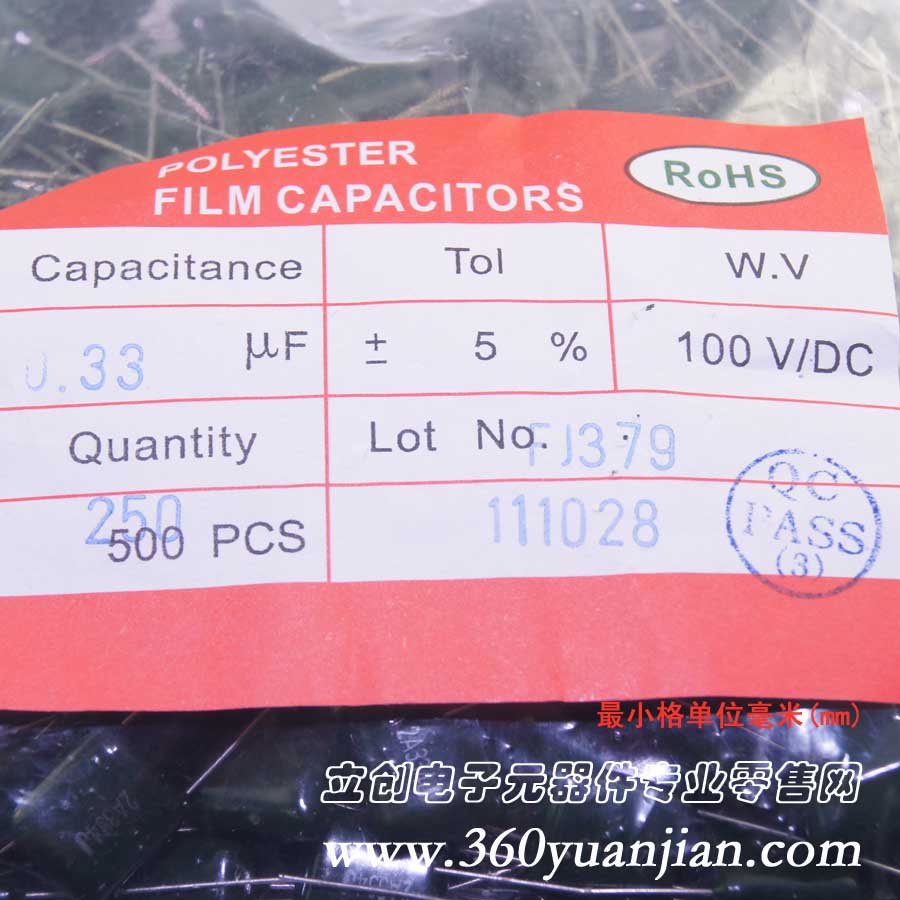 POLYESTER
FILM CAPACITORS
RoHS
Capacitance
Tol
W.V
0.33 μF
± 5 %
100 V/DC
Quantity
Lot No. FJ379
250
500 PCS
111028
QC
PASS
(3)
最小格单位毫米(mm)
立创电子元器件专业零售网
www.360yuanjian.com